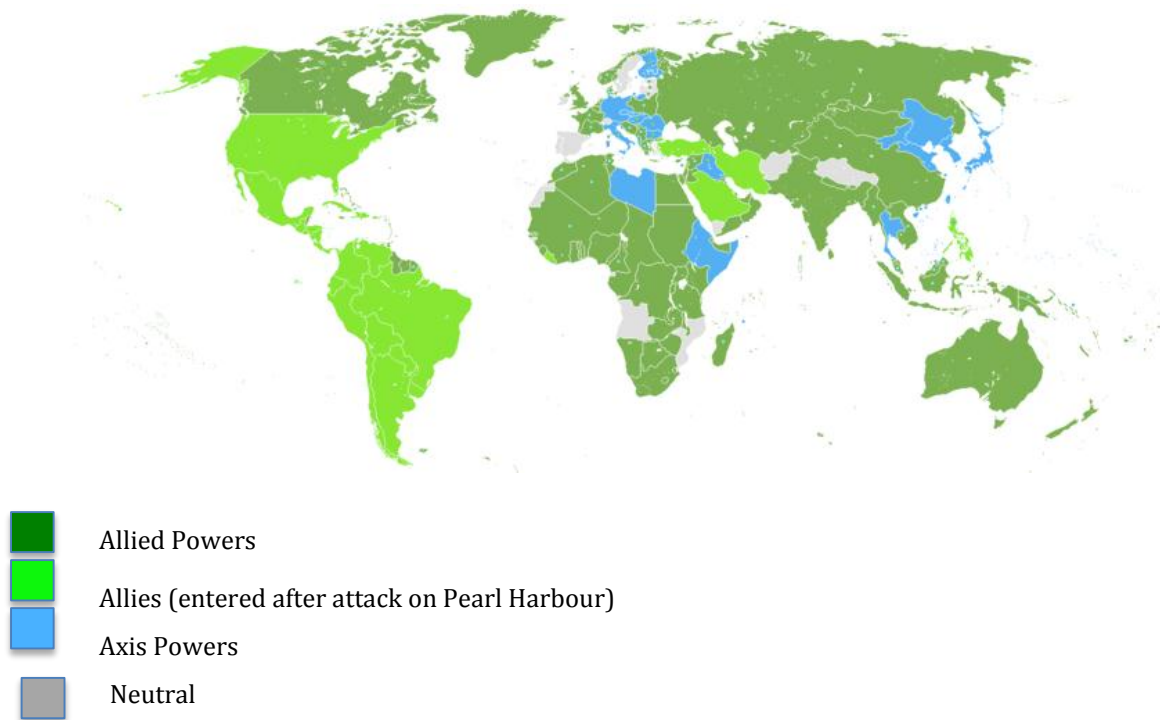 Allied Powers
Allies (entered after attack on Pearl Harbour)
Axis Powers
Neutral